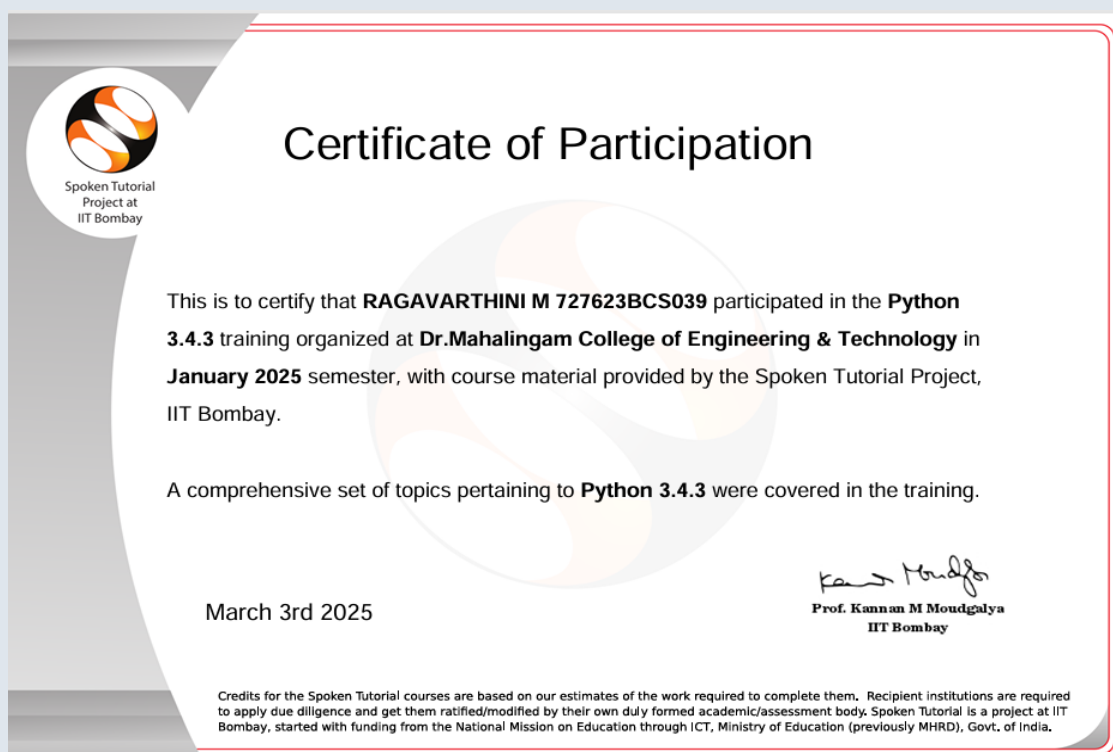 Certificate of Participation
Spoken Tutorial
Project at
IIT Bombay
This is to certify that RAGAVARTHINI M 727623BCS039 participated in the Python
3.4.3 training organized at Dr.Mahalingam College of Engineering & Technology in
January 2025 semester, with course material provided by the Spoken Tutorial Project,
IIT Bombay.
A comprehensive set of topics pertaining to Python 3.4.3 were covered in the training.
March 3rd 2025
Prof. Kannan M Moudgalya
IIT Bombay
Credits for the Spoken Tutorial courses are based on our estimates of the work required to complete them. Recipient institutions are required
to apply due diligence and get them ratified/modified by their own duly formed academic/assessment body. Spoken Tutorial is a project at IIT
Bombay, started with funding from the National Mission on Education through ICT, Ministry of Education (previously MHRD), Govt. of India.